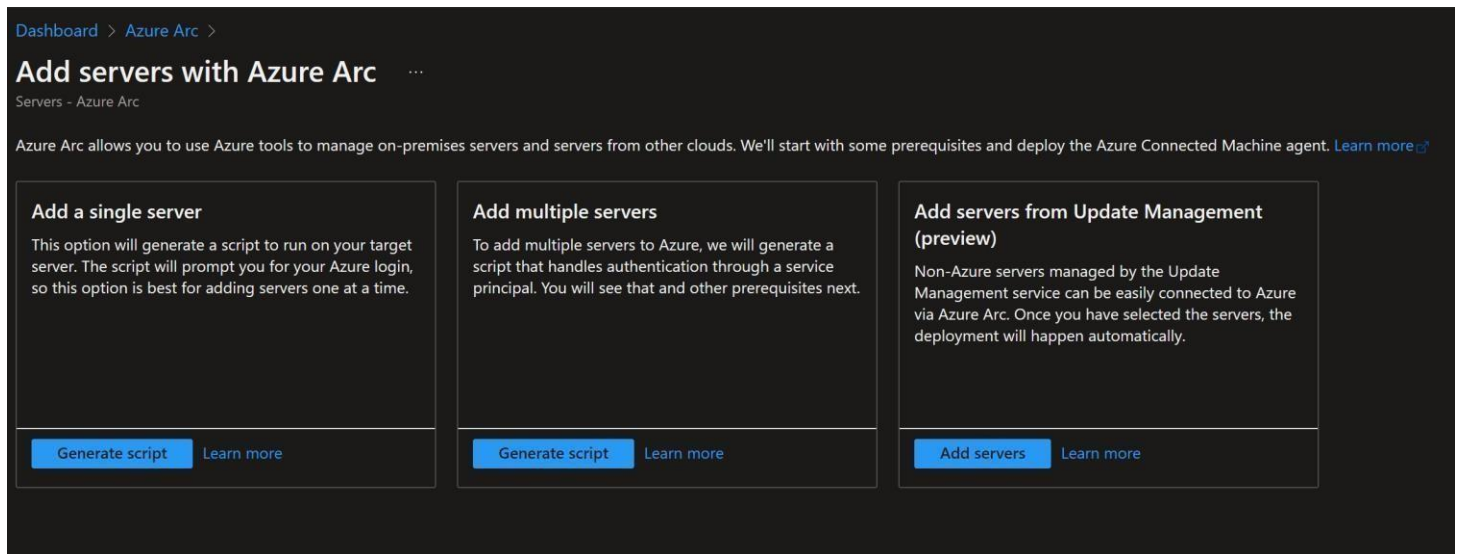 Dashboard > Azure Arc >
Add servers with Azure Arc ...
Servers - Azure Arc
Azure Arc allows you to use Azure tools to manage on-premises servers and servers from other clouds. We'll start with some prerequisites and deploy the Azure Connected Machine agent. Learn more
Add a single server
This option will generate a script to run on your target
server. The script will prompt you for your Azure login,
so this option is best for adding servers one at a time.
Generate script Learn more
Add multiple servers
To add multiple servers to Azure, we will generate a
script that handles authentication through a service
principal. You will see that and other prerequisites next.
Generate script Learn more
Add servers from Update Management
(preview)
Non-Azure servers managed by the Update
Management service can be easily connected to Azure
via Azure Arc. Once you have selected the servers, the
deployment will happen automatically.
Add servers Learn more